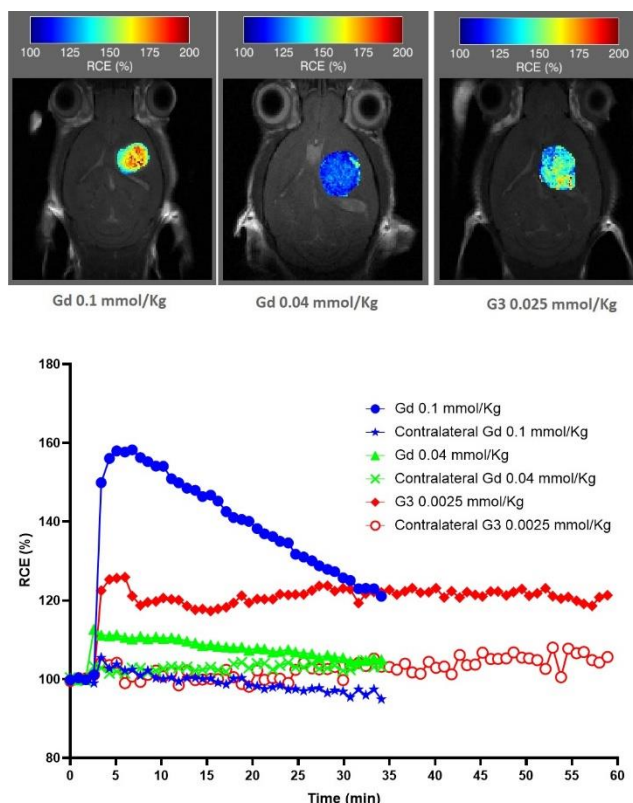 100 125 150 175 200
RCE (%)
100 125 150 175 200
RCE (%)
100 125 150 175 200
RCE (%)
Gd 0.1 mmol/Kg
Gd 0.04 mmol/Kg
G3 0.025 mmol/Kg
180
160
140
120
100
80
RCE (%)
Gd 0.1 mmol/Kg
Contralateral Gd 0.1 mmol/Kg
Gd 0.04 mmol/Kg
Contralateral Gd 0.04 mmol/Kg
G3 0.0025 mmol/Kg
Contralateral G3 0.0025 mmol/Kg
0 5 10 15 20 25 30 35 40 45 50 55 60
Time (min)